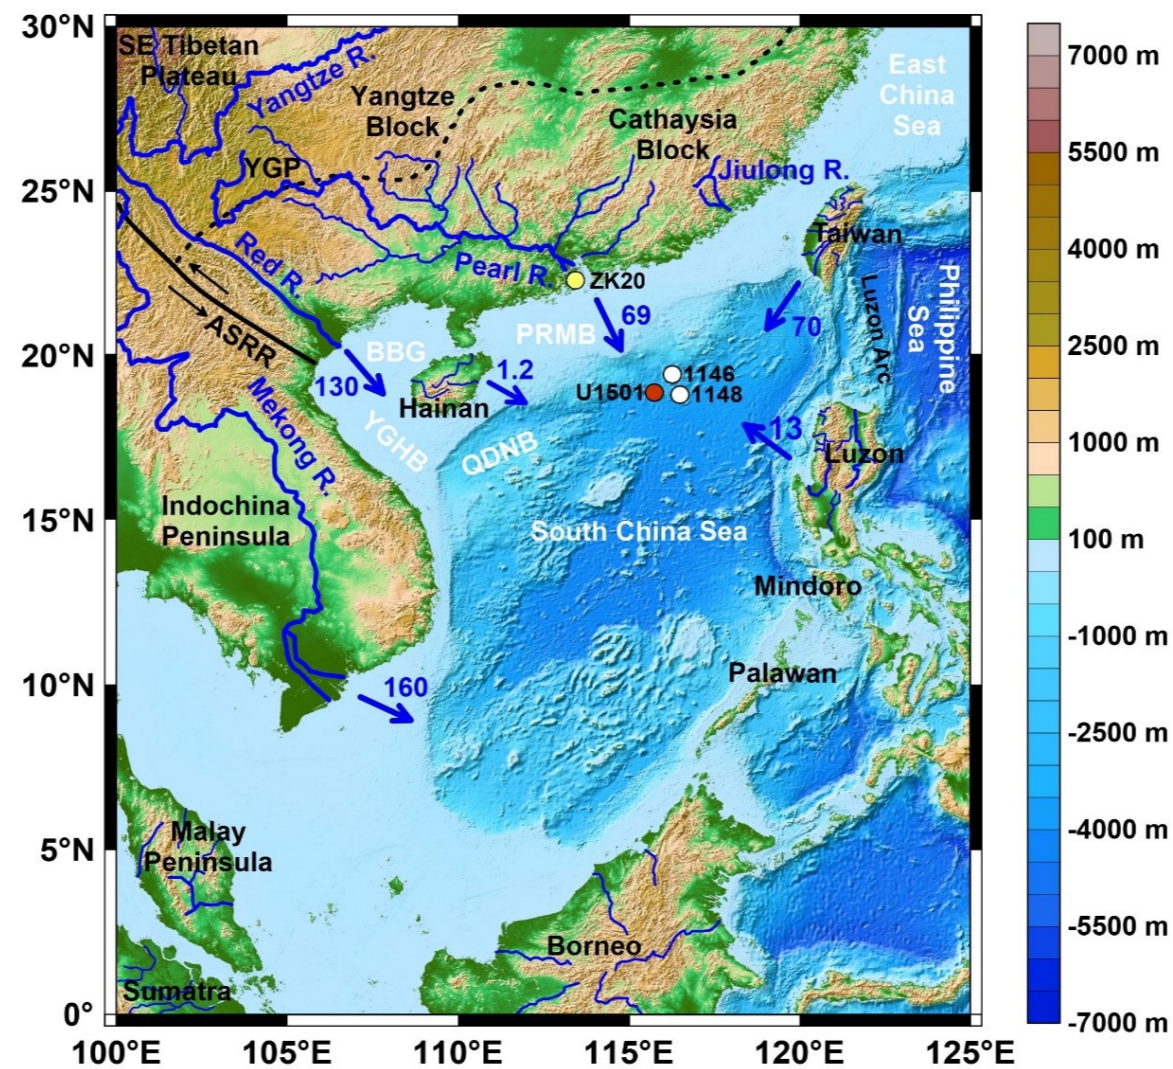 30°N
25°N
20°N
15°N
10°N
5°N
0°
100°E
105°E
110°E
115°E
120°E
125°E
SE Tibetan
Plateau
Yangtze R.
Yangtze
Block
Cathaysia
Block
East
China
Sea
YGP
Jiulong R.
Taiwan
Red R.
Pearl R.
ZK20
69
70
Luzon Arc
Philippine
Sea
ASRR
BBG
PRMB
130
1.2
Hainan
1146
U1501
1148
YGHB
QDNB
13
Luzon
Mekong R.
Indochina
Peninsula
South China Sea
Mindoro
Palawan
160
Malay
Peninsula
Borneo
Sumatra
7000 m
5500 m
4000 m
2500 m
1000 m
100 m
-1000 m
-2500 m
-4000 m
-5500 m
-7000 m